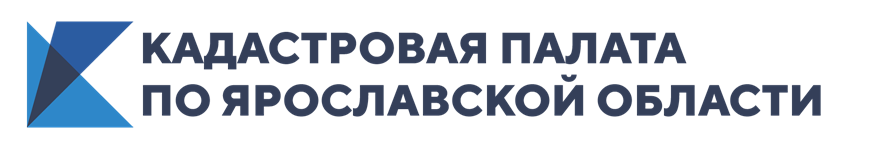 КАДАСТРОВАЯ ПАЛАТА
ПО ЯРОСЛАВСКОЙ ОБЛАСТИ